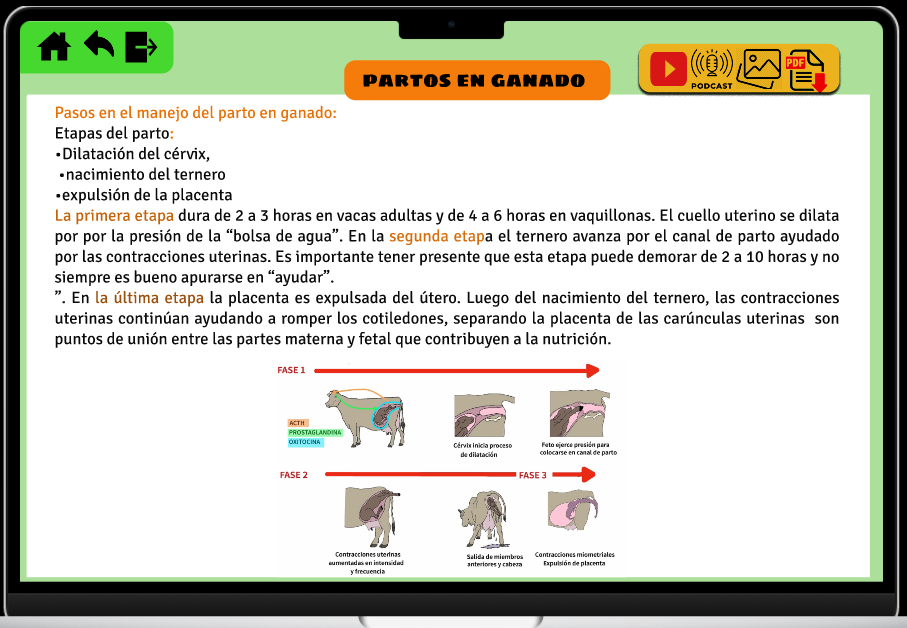 PARTOS EN GANADO
PODCAST
PDF
Pasos en el manejo del parto en ganado:
Etapas del parto:
•Dilatación del cérvix,
•nacimiento del ternero
•expulsión de la placenta
La primera etapa dura de 2 a 3 horas en vacas adultas y de 4 a 6 horas en vaquillonas. El cuello uterino se dilata
por por la presión de la “bolsa de agua”. En la segunda etapa el ternero avanza por el canal de parto ayudado
por las contracciones uterinas. Es importante tener presente que esta etapa puede demorar de 2 a 10 horas y no
siempre es bueno apurarse en “ayudar”.
”. En la última etapa la placenta es expulsada del útero. Luego del nacimiento del ternero, las contracciones
uterinas continúan ayudando a romper los cotiledones, separando la placenta de las carúnculas uterinas son
puntos de unión entre las partes materna y fetal que contribuyen a la nutrición.
FASE 1
ACTH
PROSTAGLANDINA
OXITOCINA
Cérvix inicia proceso
de dilatación
Feto ejerce presión para
colocarse en canal de parto
FASE 2
FASE 3
Contracciones uterinas
aumentadas en intensidad
y frecuencia
Salida de miembros
anteriores y cabeza
Contracciones miometriales
Expulsión de placenta